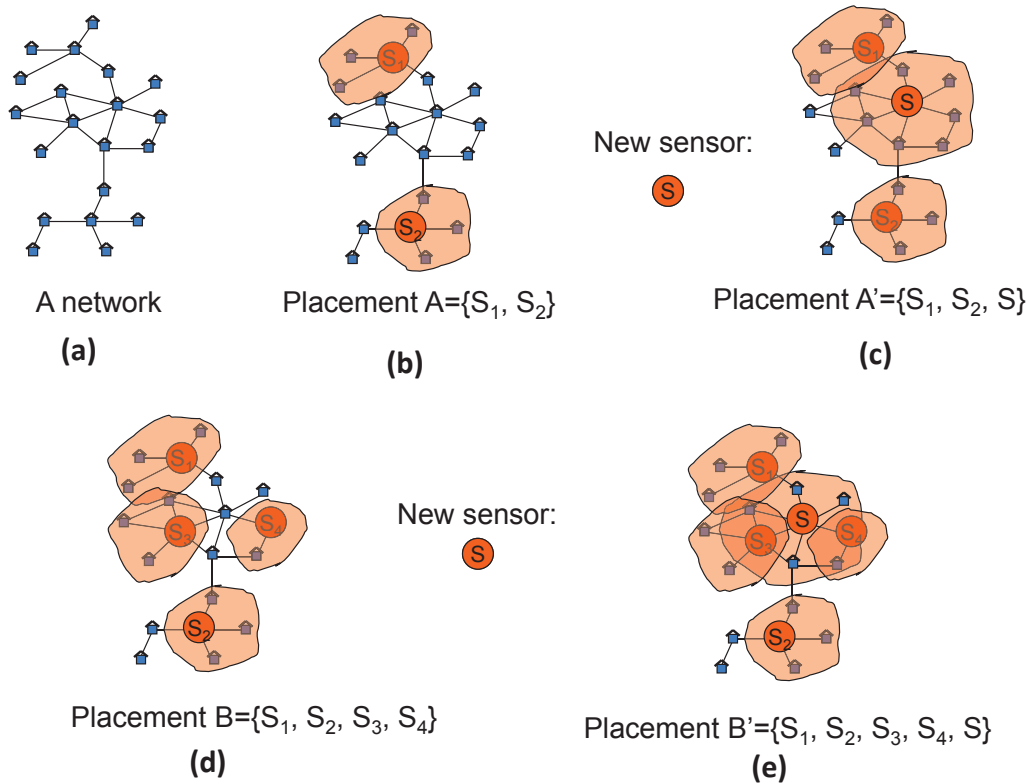 S₁
S₂
New sensor:
S
S₁
S
S₂
A network
Placement A={S₁, S₂}
Placement A'={S₁, S₂, S}
(a)
(b)
(c)
S₁
S₃
S₄
S₂
New sensor:
S
S₁
S
S₃
S₄
S₂
Placement B={S₁, S₂, S₃, S₄}
Placement B'={S₁, S₂, S₃, S₄, S}
(d)
(e)